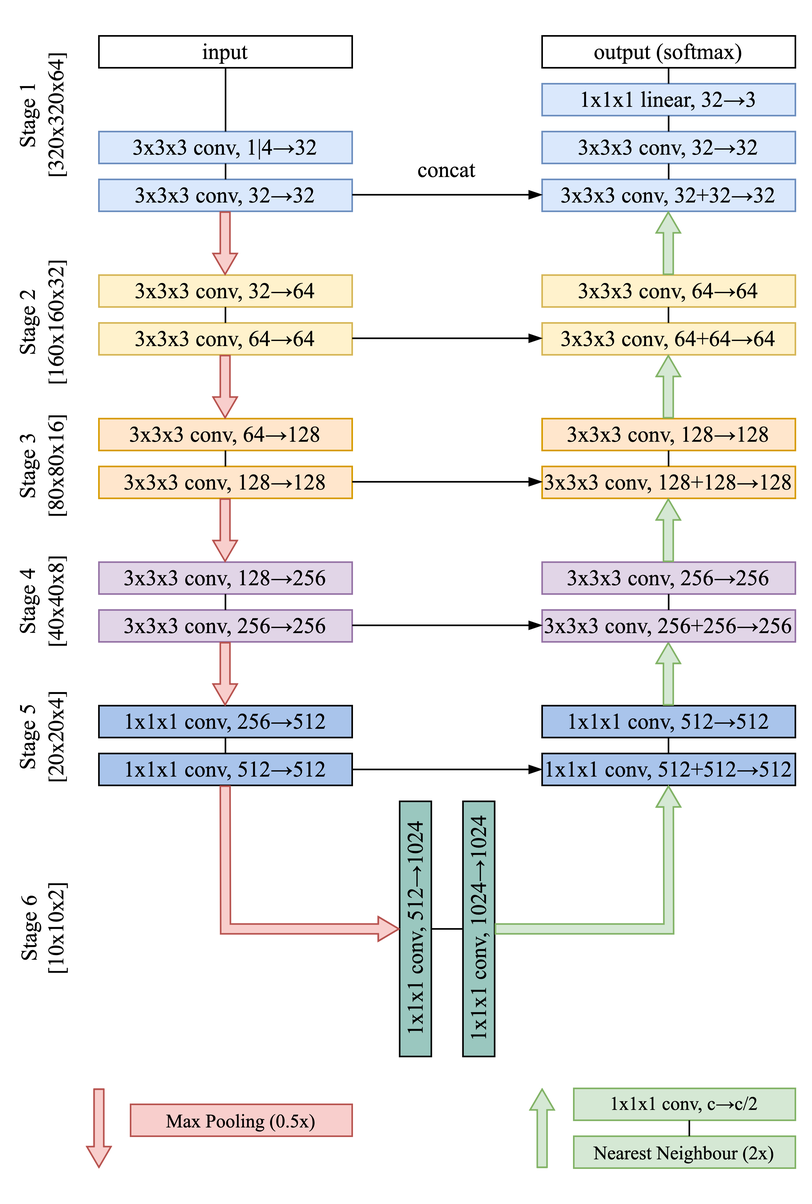 input
output (softmax)
Stage 1
[320x320x64]
1x1x1 linear, 32→3
3x3x3 conv, 1|4→32
3x3x3 conv, 32→32
3x3x3 conv, 32→32
concat
3x3x3 conv, 32+32→32
Stage 2
[160x160x32]
3x3x3 conv, 32→64
3x3x3 conv, 64→64
3x3x3 conv, 64→64
3x3x3 conv, 64+64→64
Stage 3
[80x80x16]
3x3x3 conv, 64→128
3x3x3 conv, 128→128
3x3x3 conv, 128→128
3x3x3 conv, 128+128→128
Stage 4
[40x40x8]
3x3x3 conv, 128→256
3x3x3 conv, 256→256
3x3x3 conv, 256→256
3x3x3 conv, 256+256→256
Stage 5
[20x20x4]
1x1x1 conv, 256→512
1x1x1 conv, 512→512
1x1x1 conv, 512→512
1x1x1 conv, 512+512→512
Stage 6
[10x10x2]
1x1x1 conv, 512→1024
1x1x1 conv, 1024→1024
Max Pooling (0.5x)
1x1x1 conv, c→c/2
Nearest Neighbour (2x)